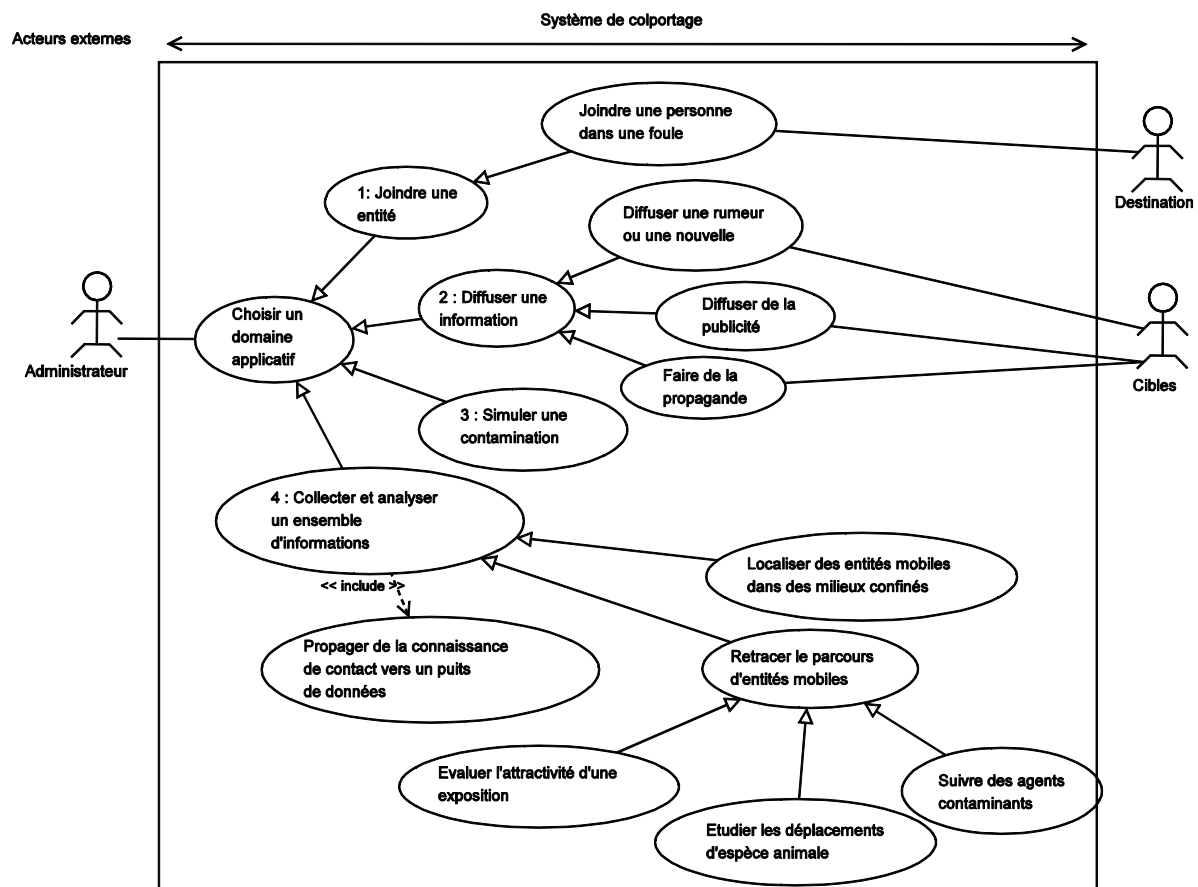 Système de colportage
Acteurs externes
Joindre une personne
dans une foule
1: Joindre une
entité
Destination
Diffuser une rumeur
ou une nouvelle
2 : Diffuser une
information
Diffuser de la
publicité
Choisir un
domaine
applicatif
Administrateur
Faire de la
propagande
Cibles
3 : Simuler une
contamination
4 : Collecter et analyser
un ensemble
d'informations
Localiser des entités mobiles
dans des milieux confinés
<< include >>
Propager de la connaissance
de contact vers un puits
de données
Retracer le parcours
d'entités mobiles
Evaluer l'attractivité d'une
exposition
Suivre des agents
contaminants
Etudier les déplacements
d'espèce animale